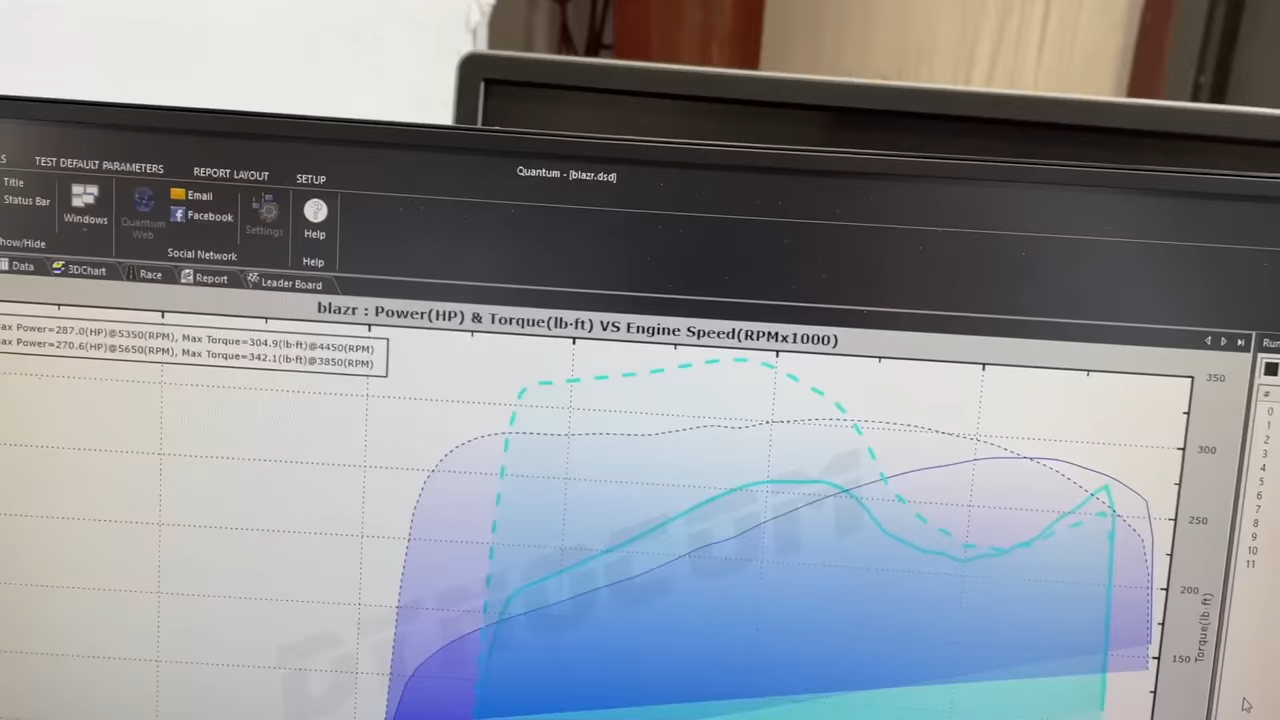 TEST DEFAULT PARAMETERS
REPORT LAYOUT
SETUP
Quantum - [blazr.dsd]
Title
Status Bar
Windows
Quantum
Web
Email
Facebook
Settings
Help
how/Hide
Social Network
Help
Data
3DChart
Race
Report
Leader Board
blazr : Power(HP) & Torque(lb·ft) VS Engine Speed(RPMx1000)
ax Power=287.0(HP)@5350(RPM), Max Torque=304.9(lb·ft)@4450(RPM)
ax Power=270.6(HP)@5650(RPM), Max Torque=342.1(lb·ft)@3850(RPM)
350
300
250
200
150
Torque(lb·ft)
Run
#
0
1
2
3
4
5
6
7
8
9
10
11